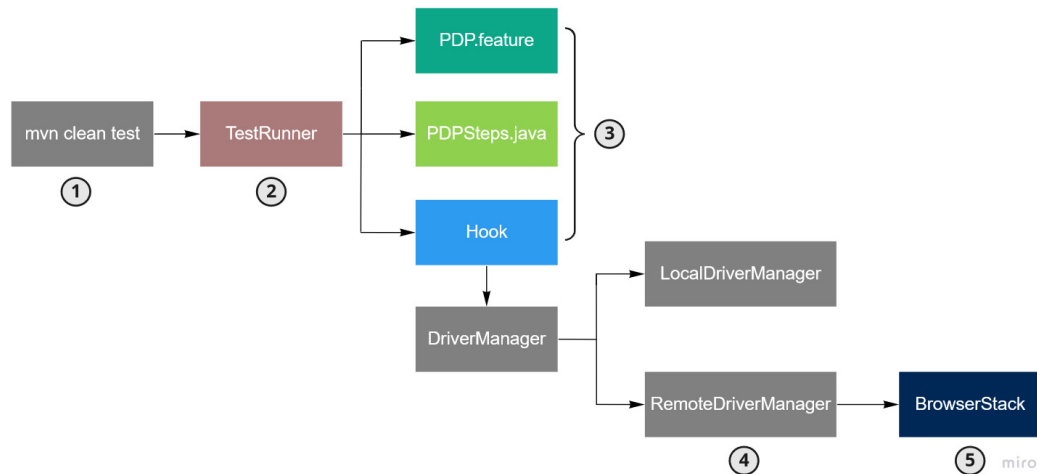 PDP.feature
mvn clean test
TestRunner
PDPSteps.java
3
1
2
Hook
LocalDriverManager
DriverManager
RemoteDriverManager
BrowserStack
4
5
miro